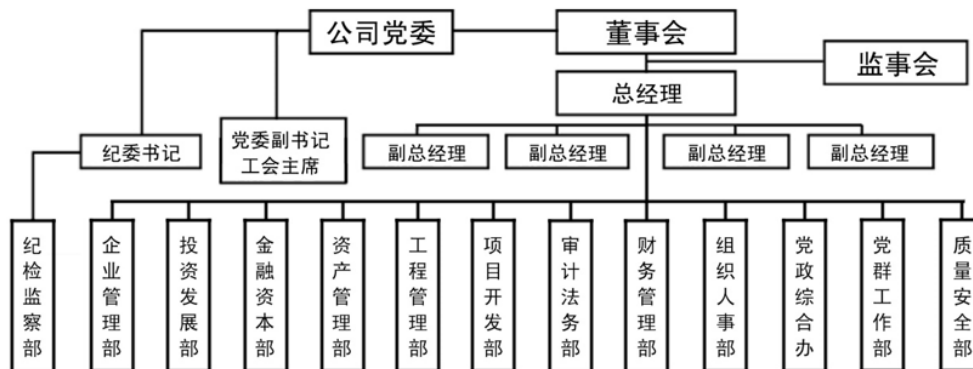 公司党委
董事会
监事会
总经理
纪委书记
党委副书记
工会主席
副总经理
副总经理
副总经理
副总经理
纪检监察部
企业管理部
投资发展部
金融资本部
资产管理部
工程管理部
项目开发部
审计法务部
财务管理部
组织人事部
党政综合办
党群工作部
质量安全部